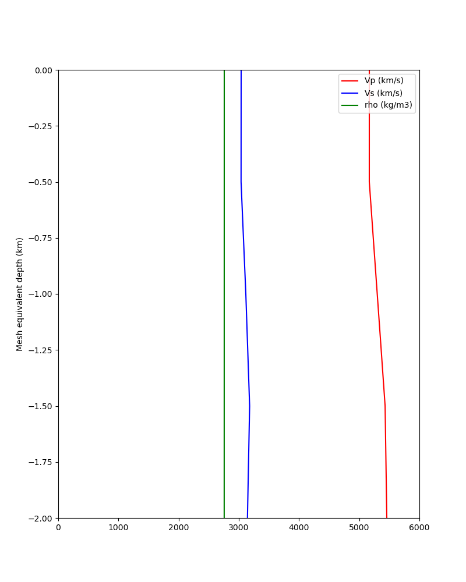 Vp (km/s)
Vs (km/s)
rho (kg/m3)
Mesh equivalent depth (km)
0.00
−0.25
−0.50
−0.75
−1.00
−1.25
−1.50
−1.75
−2.00
0 1000 2000 3000 4000 5000 6000